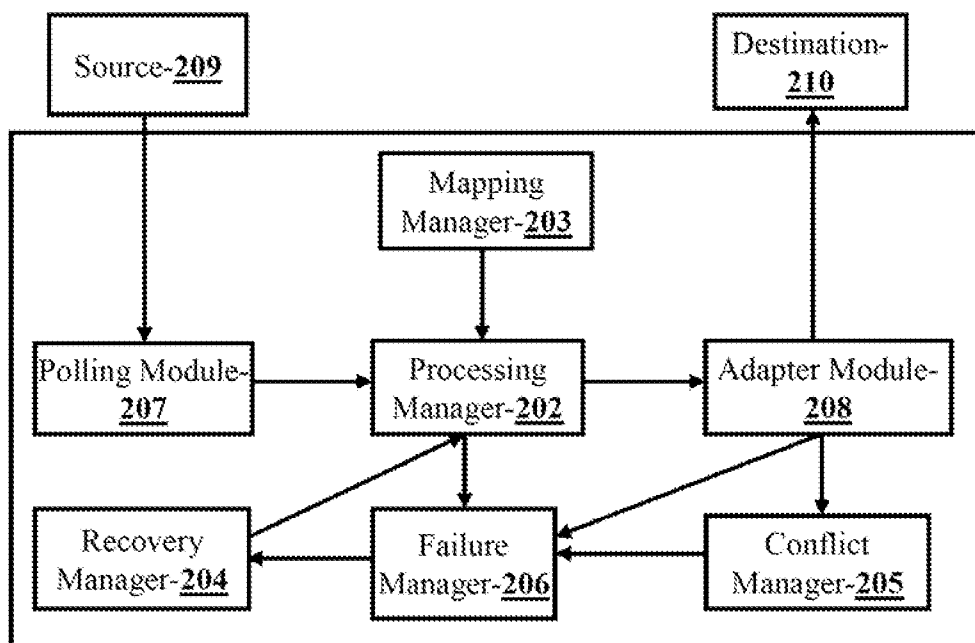 Source-209
Destination-
210
Mapping
Manager-203
Polling Module-
207
Processing
Manager-202
Adapter Module-
208
Recovery
Manager-204
Failure
Manager-206
Conflict
Manager-205